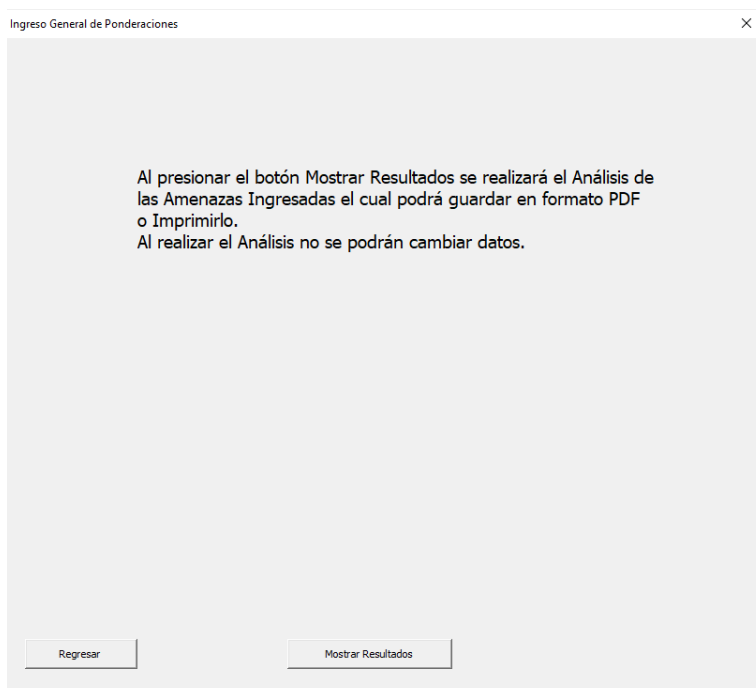 Ingreso General de Ponderaciones
Al presionar el botón Mostrar Resultados se realizará el Análisis de
las Amenazas Ingresadas el cual podrá guardar en formato PDF
o Imprimirlo.
Al realizar el Análisis no se podrán cambiar datos.
Regresar
Mostrar Resultados